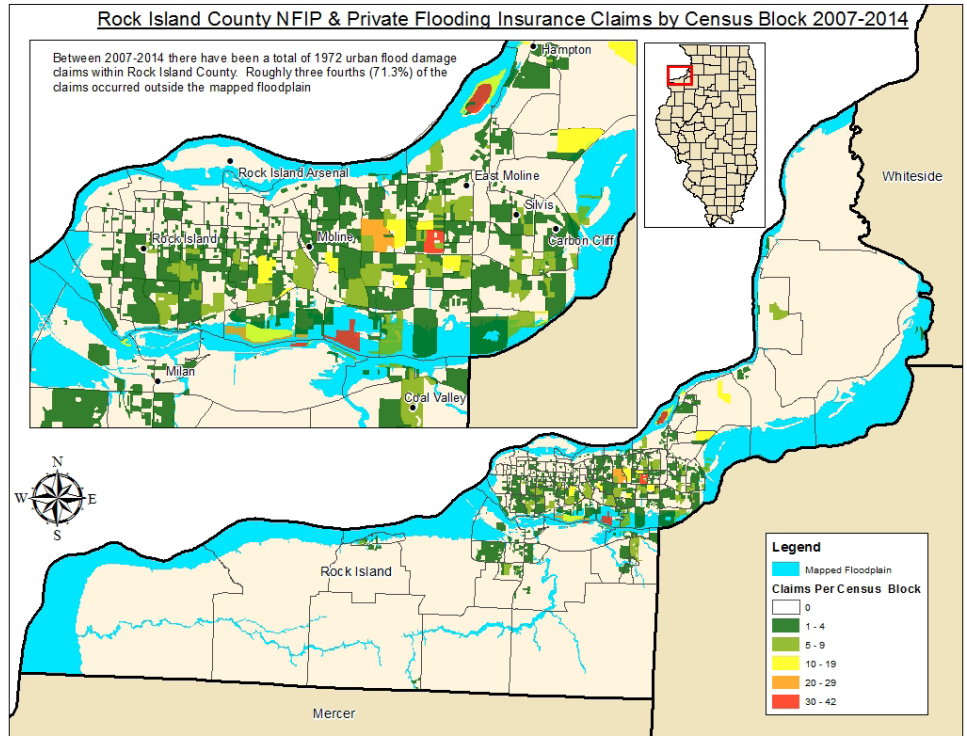 Rock Island County NFIP & Private Flooding Insurance Claims by Census Block 2007-2014
Between 2007-2014 there have been a total of 1972 urban flood damage
claims within Rock Island County. Roughly three fourths (71.3%) of the
claims occurred outside the mapped floodplain
Hampton
Rock Island Arsenal
East Moline
Silvis
Rock Island
Moline
Carbon Cliff
Milan
Coal Valley
Whiteside
N
W E
S
Rock Island
Mercer
Legend
Mapped Floodplain
Claims Per Census Block
0
1 - 4
5 - 9
10 - 19
20 - 29
30 - 42